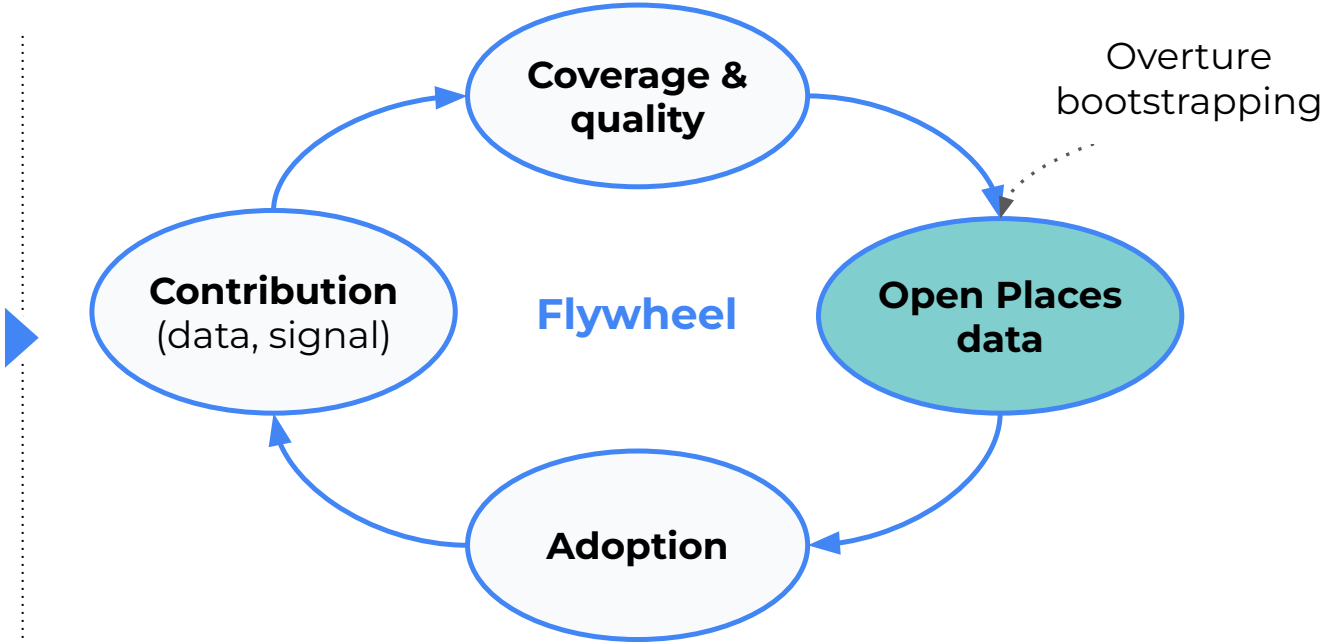 Coverage &
quality
Overture
bootstrapping
Contribution
(data, signal)
Flywheel
Open Places
data
Adoption